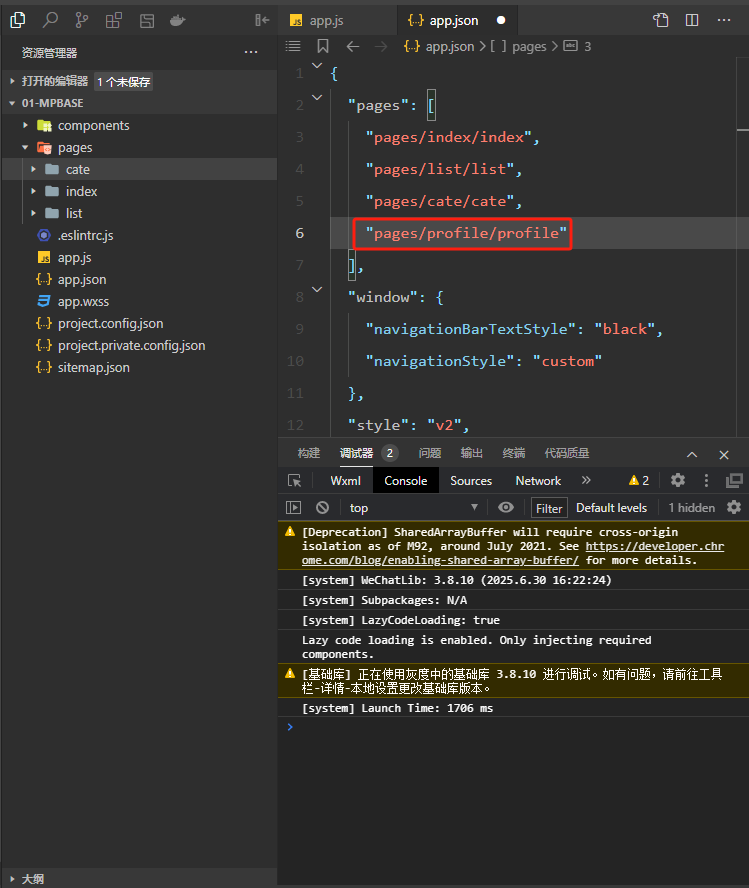 app.js
app.json
资源管理器
打开的编辑器 1 个未保存
01-MPBASE
components
pages
cate
index
list
.eslintrc.js
app.js
app.json
app.wxss
project.config.json
project.private.config.json
sitemap.json
大纲
app.json > [ ] pages > 3
1 {
2 "pages": [
3 "pages/index/index",
4 "pages/list/list",
5 "pages/cate/cate",
6 "pages/profile/profile"
7 ],
8 "window": {
9 "navigationBarTextStyle": "black",
10 "navigationStyle": "custom"
11 },
12 "style": "v2",
构建 调试器 2 问题 输出 终端 代码质量
Wxml Console Sources Network » 2
top Filter Default levels 1 hidden
[Deprecation] SharedArrayBuffer will require cross-origin
isolation as of M92, around July 2021. See https://developer.chr
ome.com/blog/enabling-shared-array-buffer/ for more details.
[system] WeChatLib: 3.8.10 (2025.6.30 16:22:24)
[system] Subpackages: N/A
[system] LazyCodeLoading: true
Lazy code loading is enabled. Only injecting required
components.
[基础库] 正在使用灰度中的基础库 3.8.10 进行调试。如有问题，请前往工具
栏-详情-本地设置更改基础库版本。
[system] Launch Time: 1706 ms